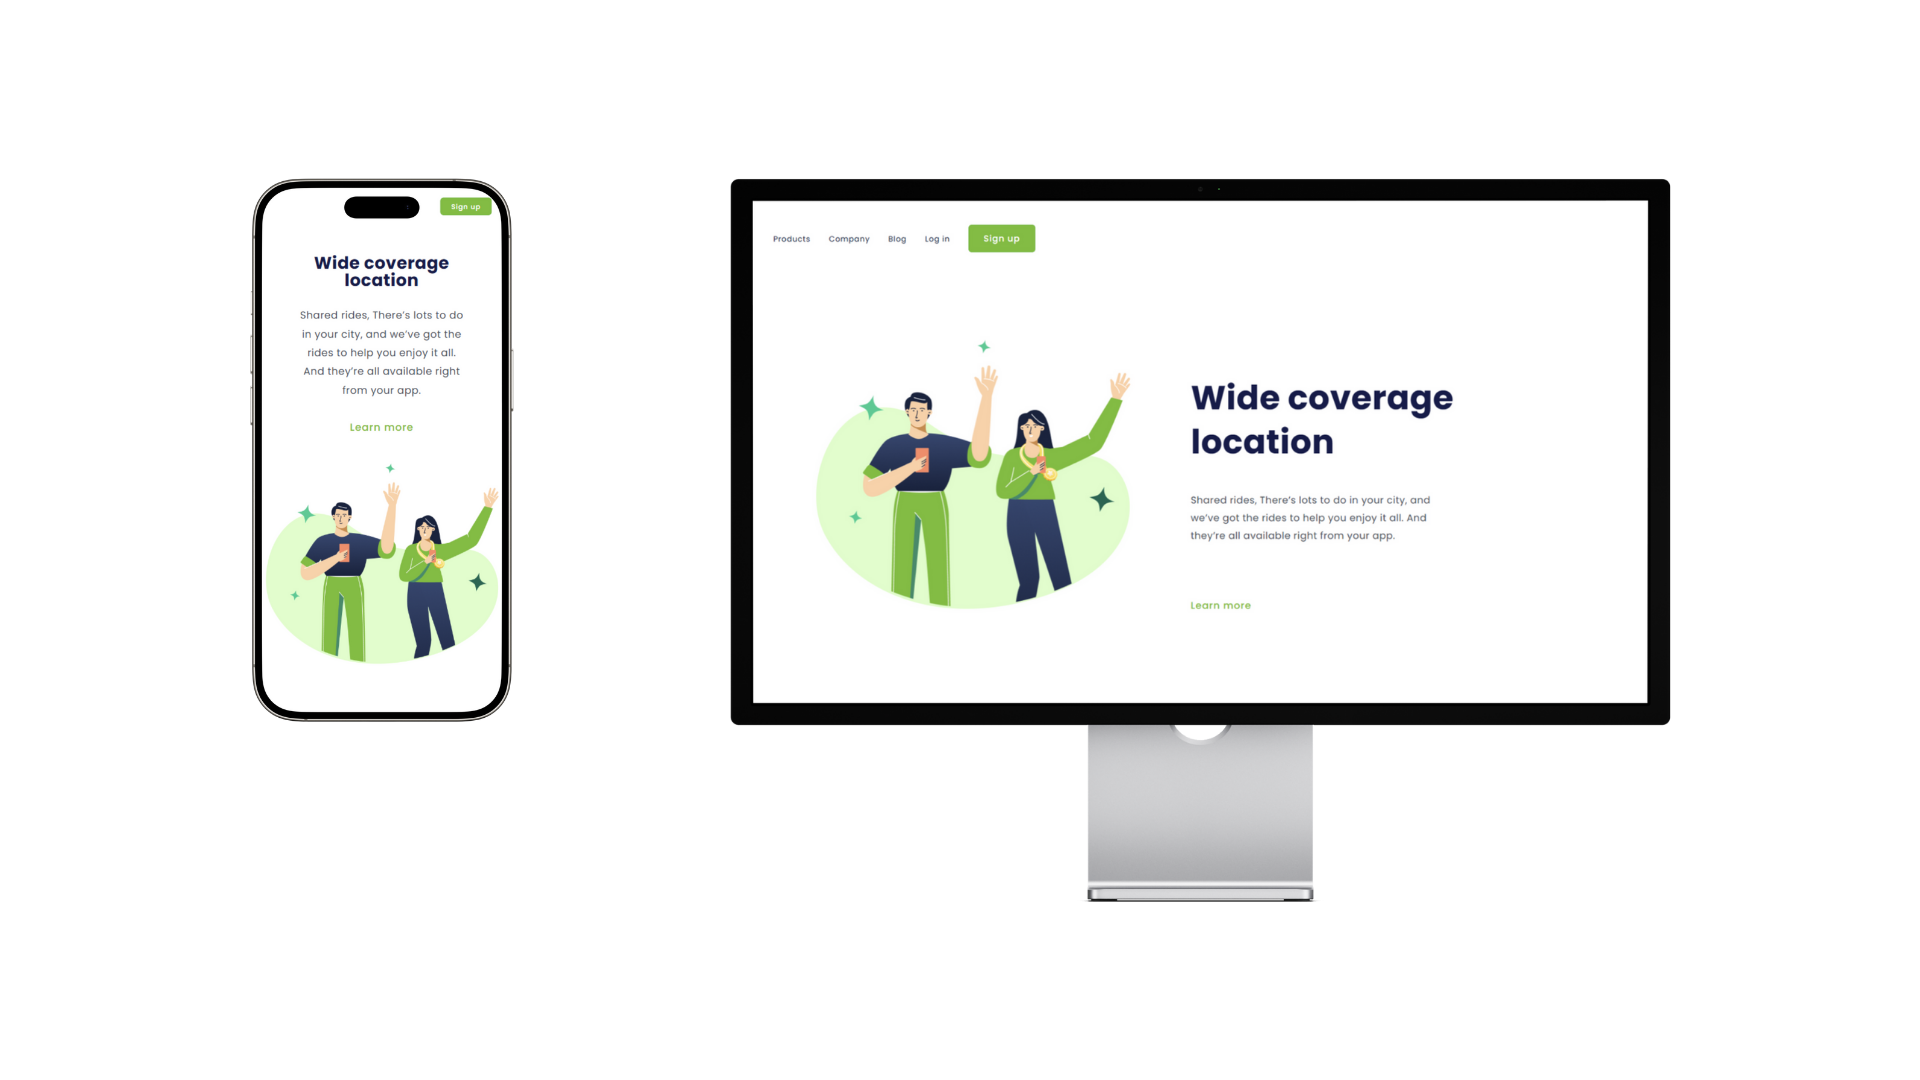 Sign up
Wide coverage
location
Shared rides, There's lots to do
in your city, and we've got the
rides to help you enjoy it all.
And they're all available right
from your app.
Learn more
Products Company Blog Log in Sign up
Wide coverage
location
Shared rides, There's lots to do in your city, and
we've got the rides to help you enjoy it all. And
they're all available right from your app.
Learn more